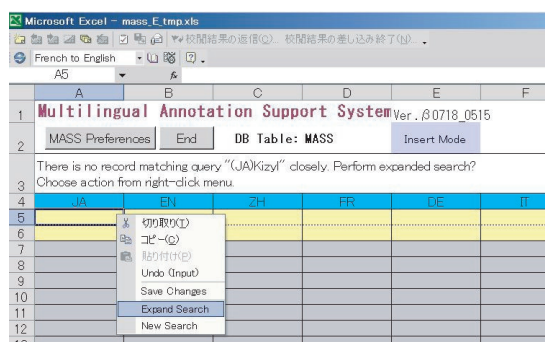 Microsoft Excel - mass_E_tmp.xls
校閲結果の返信(C)... 校閲結果の差し込み終了(N)...
French to English
A5 fx
A B C D E F
1 Multilingual Annotation Support System Ver.β0718_0515
2 MASS Preferences End DB Table: MASS Insert Mode
There is no record matching query "(JA)Kizyl" closely. Perform expanded search?
3 Choose action from right-click menu.
4 JA EN ZH FR DE IT
5 切り取り(T)
6 コピー(C)
7 貼り付け(P)
8 Undo (Input)
9
10 Save Changes
11 Expand Search
12 New Search